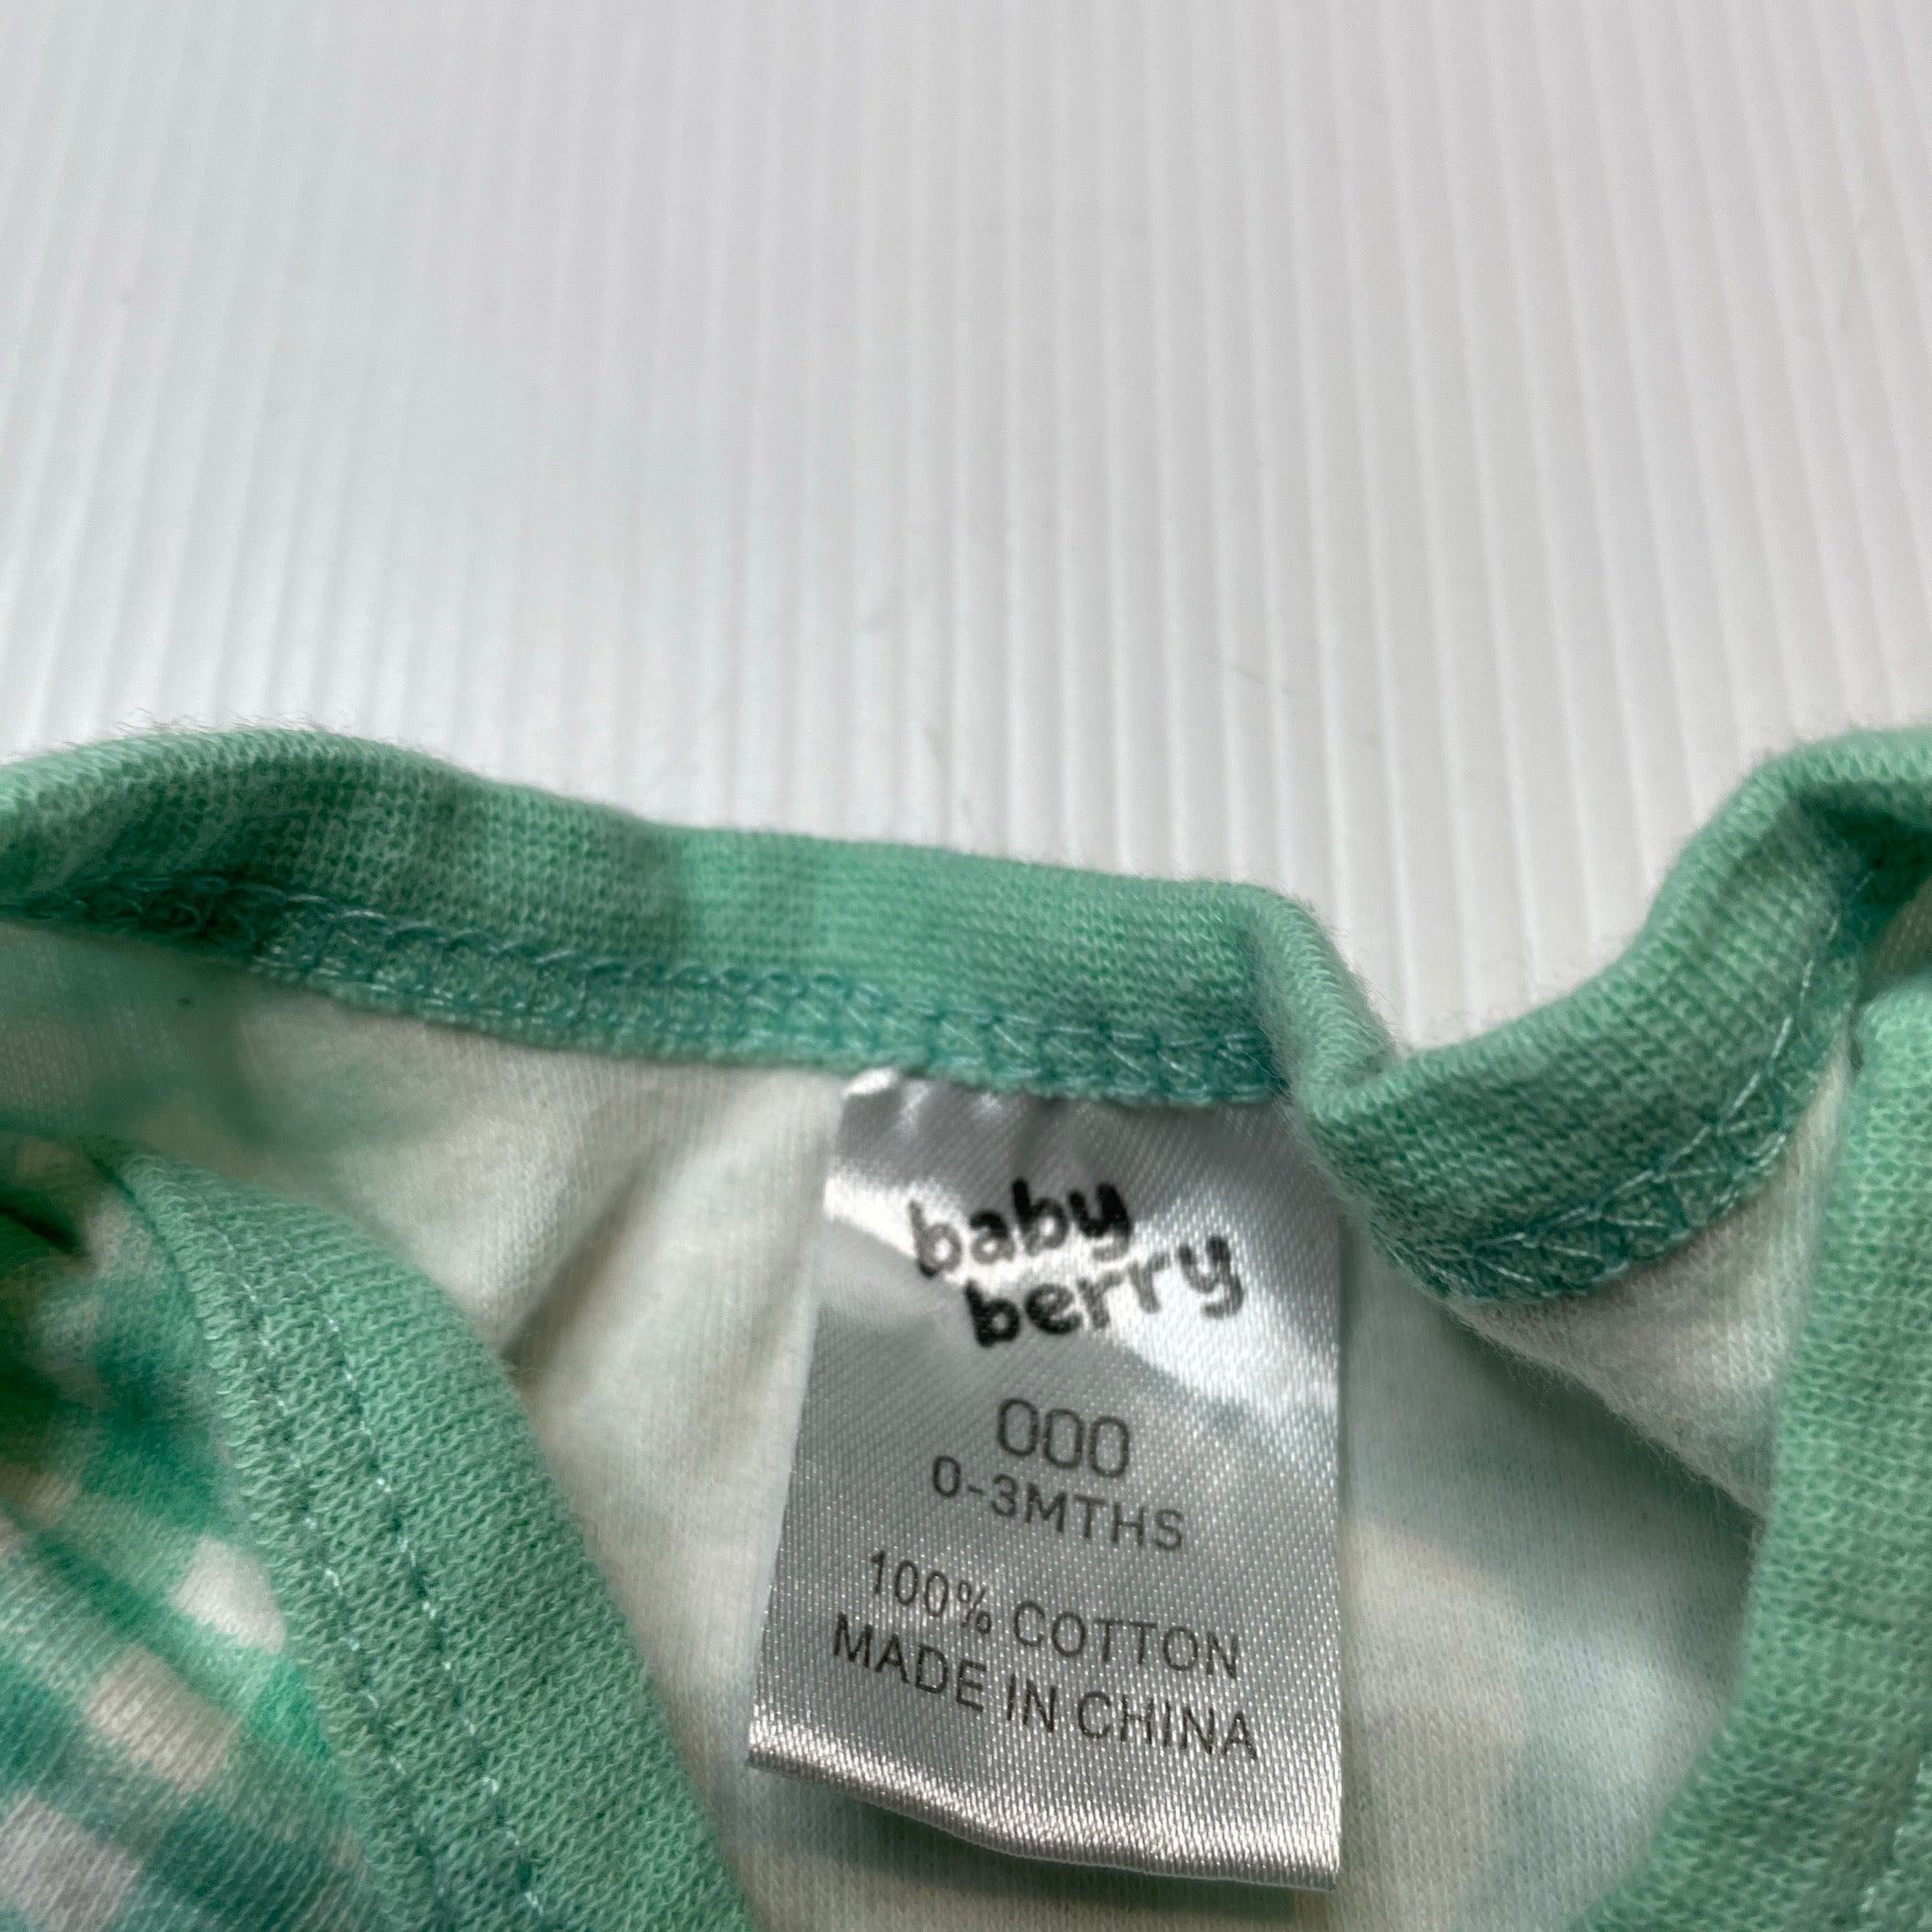 baby
berry
000
0-3MTHS
100% COTTON
MADE IN CHINA